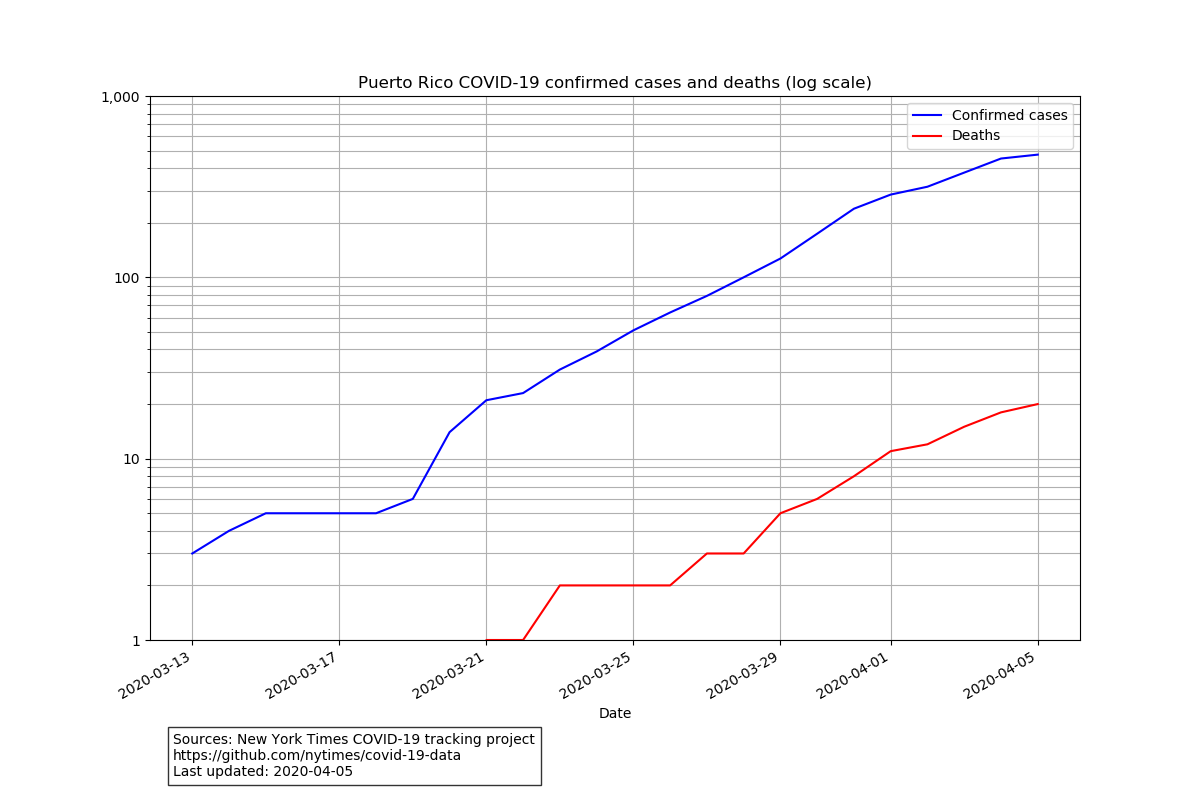 Puerto Rico COVID-19 confirmed cases and deaths (log scale)
1,000
100
10
1
Confirmed cases
Deaths
2020-03-13
2020-03-17
2020-03-21
2020-03-25
2020-03-29
2020-04-01
2020-04-05
Date
Sources: New York Times COVID-19 tracking project
https://github.com/nytimes/covid-19-data
Last updated: 2020-04-05